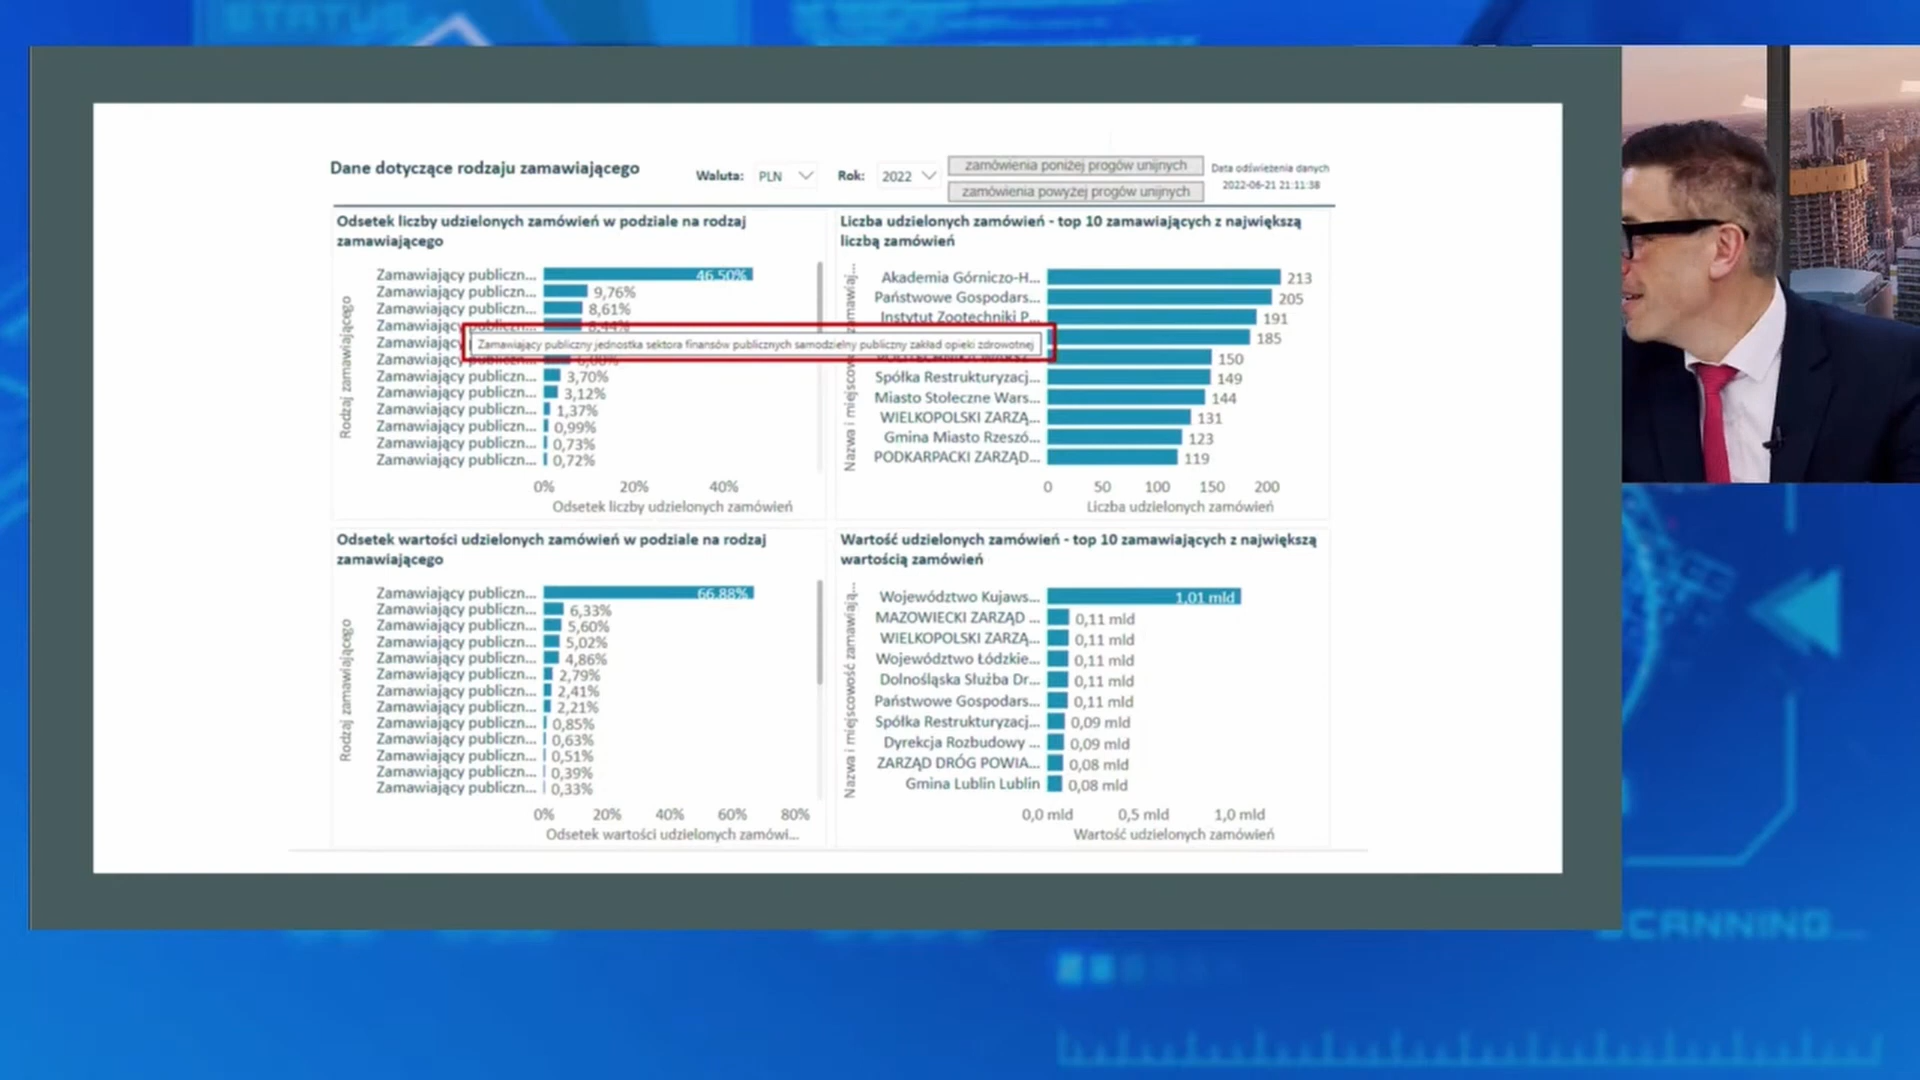 STATUS
Dane dotyczące rodzaju zamawiającego
Waluta: PLN
Rok: 2022
zamówienia poniżej progów unijnych
zamówienia powyżej progów unijnych
Data odświeżenia danych
2022-06-21 21:11:38
Odsetek liczby udzielonych zamówień w podziale na rodzaj
zamawiającego
Rodzaj zamawiającego
Zamawiający publiczn... 46,50%
Zamawiający publiczn... 9,76%
Zamawiający publiczn... 8,61%
Zamawiający publiczn... 8,44%
Zamawiający
Zamawiający publiczny jednostka sektora finansów publicznych samodzielny publiczny zakład opieki zdrowotnej
Zamawiający publiczn...
Zamawiający publiczn... 3,70%
Zamawiający publiczn... 3,12%
Zamawiający publiczn... 1,37%
Zamawiający publiczn... 0,99%
Zamawiający publiczn... 0,73%
Zamawiający publiczn... 0,72%
0% 20% 40%
Odsetek liczby udzielonych zamówień
Liczba udzielonych zamówień - top 10 zamawiających z największą
liczbą zamówień
Nazwa i miejscow zamawiaj...
Akademia Górniczo-H... 213
Państwowe Gospodars... 205
Instytut Zootechniki P... 191
185
150
Spółka Restrukturyzacj... 149
Miasto Stołeczne Wars... 144
WIELKOPOLSKI ZARZĄ... 131
Gmina Miasto Rzeszó... 123
PODKARPACKI ZARZĄD... 119
0 50 100 150 200
Liczba udzielonych zamówień
Odsetek wartości udzielonych zamówień w podziale na rodzaj
zamawiającego
Rodzaj zamawiającego
Zamawiający publiczn... 66,88%
Zamawiający publiczn... 6,33%
Zamawiający publiczn... 5,60%
Zamawiający publiczn... 5,02%
Zamawiający publiczn... 4,86%
Zamawiający publiczn... 2,79%
Zamawiający publiczn... 2,41%
Zamawiający publiczn... 2,21%
Zamawiający publiczn... 0,85%
Zamawiający publiczn... 0,63%
Zamawiający publiczn... 0,51%
Zamawiający publiczn... 0,39%
Zamawiający publiczn... 0,33%
0% 20% 40% 60% 80%
Odsetek wartości udzielonych zamówi...
Wartość udzielonych zamówień - top 10 zamawiających z największą
wartością zamówień
Nazwa i miejscowość zamawiają...
Województwo Kujaws... 1,01 mld
MAZOWIECKI ZARZĄD ... 0,11 mld
WIELKOPOLSKI ZARZĄ... 0,11 mld
Województwo Łódzkie... 0,11 mld
Dolnośląska Służba Dr... 0,11 mld
Państwowe Gospodars... 0,11 mld
Spółka Restrukturyzacj... 0,09 mld
Dyrekcja Rozbudowy ... 0,09 mld
ZARZĄD DRÓG POWIA... 0,08 mld
Gmina Lublin Lublin 0,08 mld
0,0 mld 0,5 mld 1,0 mld
Wartość udzielonych zamówień
SCANNING...